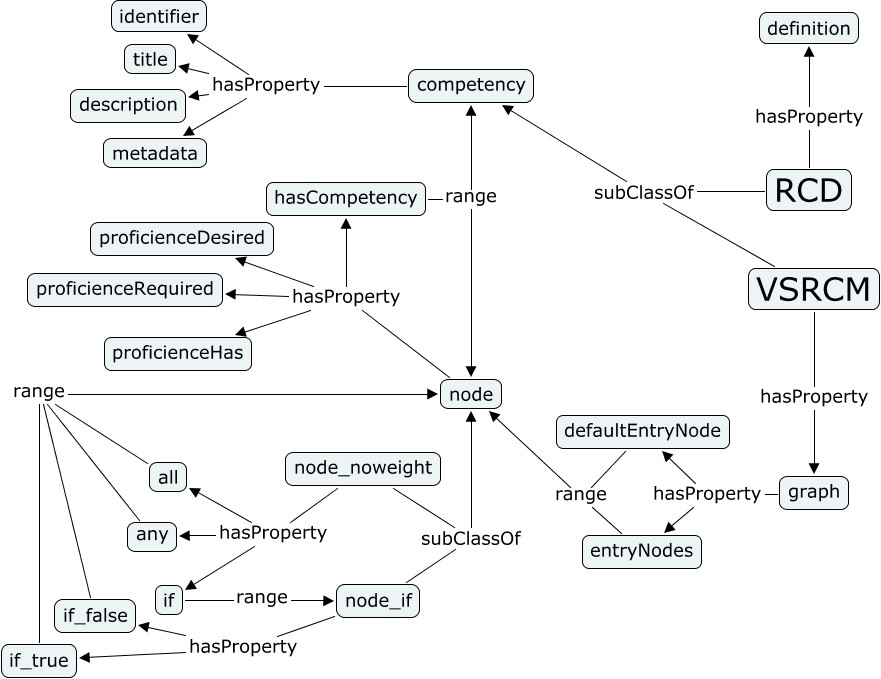 identifier
definition
title
hasProperty
competency
description
hasProperty
metadata
hasCompetency
range
subClassOf
RCD
proficienceDesired
proficienceRequired
hasProperty
VSRCM
proficienceHas
range
node
hasProperty
defaultEntryNode
node_noweight
all
range
hasProperty
graph
any
hasProperty
subClassOf
entryNodes
if
range
node_if
if_false
hasProperty
if_true